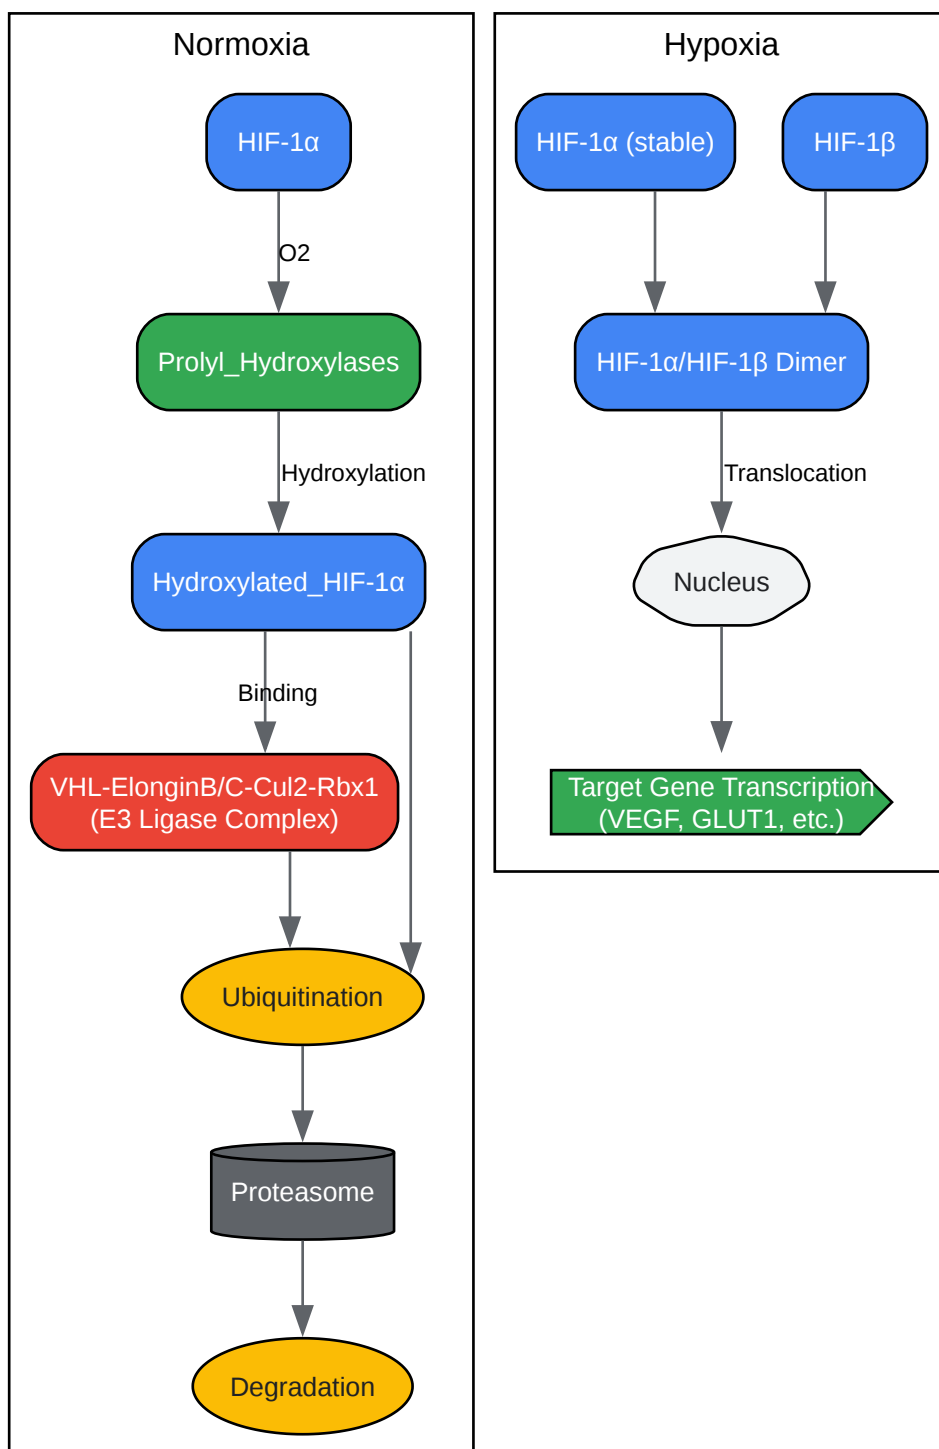 Normoxia
HIF-1α
O2
Prolyl_Hydroxylases
Hydroxylation
Hydroxylated_HIF-1α
Binding
VHL-ElonginB/C-Cul2-Rbx1
(E3 Ligase Complex)
Ubiquitination
Proteasome
Degradation
Hypoxia
HIF-1α (stable)
HIF-1β
HIF-1α/HIF-1β Dimer
Translocation
Nucleus
Target Gene Transcription
(VEGF, GLUT1, etc.)